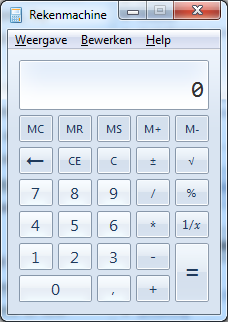 Rekenmachine
Weergave Bewerken Help
0
MC MR MS M+ M-
← CE C ± √
7 8 9 / %
4 5 6 * 1/x
1 2 3 - =
0 , +